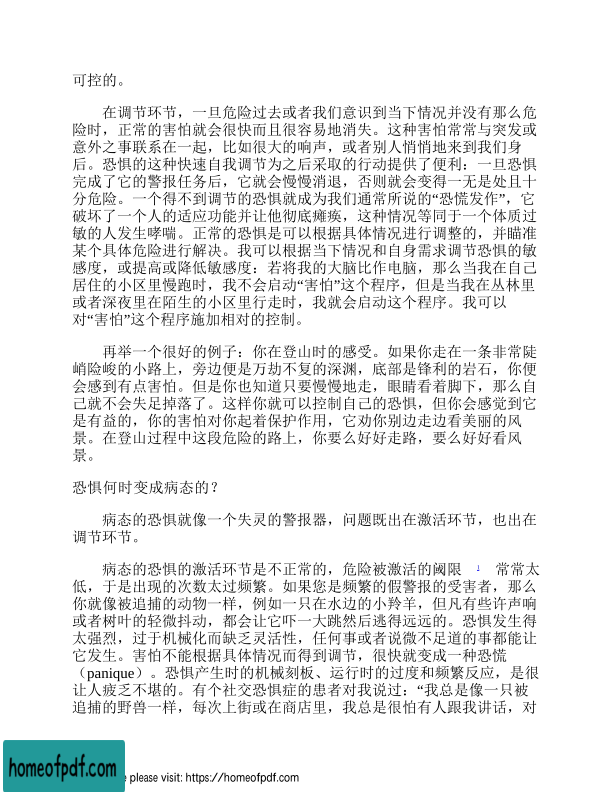 可控的。
在调节环节，一旦危险过去或者我们意识到当下情况并没有那么危
险时，正常的害怕就会很快而且很容易地消失。这种害怕常常与突发或
意外之事联系在一起，比如很大的响声，或者别人悄悄地来到我们身
后。恐惧的这种快速自我调节为之后采取的行动提供了便利：一旦恐惧
完成了它的警报任务后，它就会慢慢消退，否则就会变得一无是处且十
分危险。一个得不到调节的恐惧就成为我们通常所说的“恐慌发作”，它
破坏了一个人的适应功能并让他彻底瘫痪，这种情况等同于一个体质过
敏的人发生哮喘。正常的恐惧是可以根据具体情况进行调整的，并瞄准
某个具体危险进行解决。我可以根据当下情况和自身需求调节恐惧的敏
感度，或提高或降低敏感度：若将我的大脑比作电脑，那么当我在自己
居住的小区里慢跑时，我不会启动“害怕”这个程序，但是当我在丛林里
或者深夜里在陌生的小区里行走时，我就会启动这个程序。我可以
对“害怕”这个程序施加相对的控制。
再举一个很好的例子：你在登山时的感受。如果你走在一条非常陡
峭险峻的小路上，旁边便是万劫不复的深渊，底部是锋利的岩石，你便
会感到有点害怕。但是你也知道只要慢慢地走，眼睛看着脚下，那么自
己就不会失足掉落了。这样你就可以控制自己的恐惧，但你会感觉到它
是有益的，你的害怕对你起着保护作用，它劝你别边走边看美丽的风
景。在登山过程中这段危险的路上，你要么好好走路，要么好好看风
景。
恐惧何时变成病态的？
病态的恐惧就像一个失灵的警报器，问题既出在激活环节，也出在
调节环节。
病态的恐惧的激活环节是不正常的，危险被激活的阈限 1 常常太
低，于是出现的次数太过频繁。如果您是频繁的假警报的受害者，那么
你就像被追捕的动物一样，例如一只在水边的小羚羊，但凡有些许声响
或者树叶的轻微抖动，都会让它吓一大跳然后逃得远远的。恐惧发生得
太强烈，过于机械化而缺乏灵活性，任何事或者说微不足道的事都能让
它发生。害怕不能根据具体情况而得到调节，很快就变成一种恐慌
（panique）。恐惧产生时的机械刻板、运行时的过度和频繁反应，是很
让人疲乏不堪的。有个社交恐惧症的患者对我说过：“我总是像一只被
追捕的野兽一样，每次上街或在商店里，我总是很怕有人跟我讲话，对
homeofpdf.com
e please visit: https://homeofpdf.com